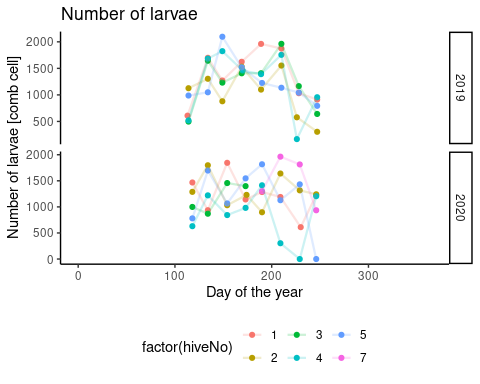 Number of larvae
Number of larvae [comb cell]
2000
1500
1000
500
2019
2000
1500
1000
500
0
2020
0 100 200 300
Day of the year
factor(hiveNo) 1 3 5
2 4 7